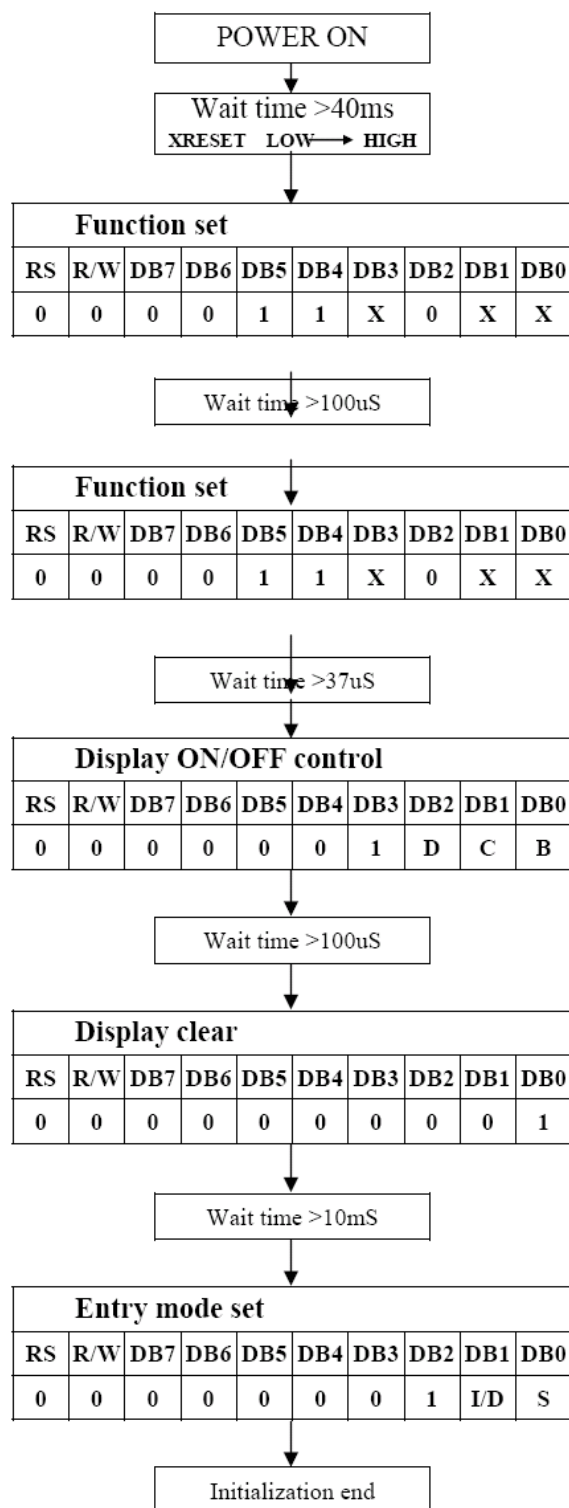 POWER ON
Wait time >40ms
XRESET LOW → HIGH
Function set
RS R/W DB7 DB6 DB5 DB4 DB3 DB2 DB1 DB0
0 0 0 0 1 1 X 0 X X
Wait time >100uS
Function set
RS R/W DB7 DB6 DB5 DB4 DB3 DB2 DB1 DB0
0 0 0 0 1 1 X 0 X X
Wait time >37uS
Display ON/OFF control
RS R/W DB7 DB6 DB5 DB4 DB3 DB2 DB1 DB0
0 0 0 0 0 0 1 D C B
Wait time >100uS
Display clear
RS R/W DB7 DB6 DB5 DB4 DB3 DB2 DB1 DB0
0 0 0 0 0 0 0 0 0 1
Wait time >10mS
Entry mode set
RS R/W DB7 DB6 DB5 DB4 DB3 DB2 DB1 DB0
0 0 0 0 0 0 0 1 I/D S
Initialization end